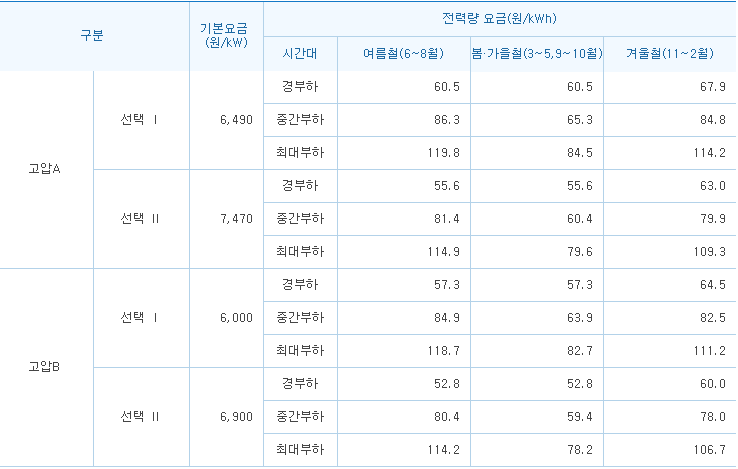 구분 기본요금 (원/kW) 전력량 요금(원/kWh)
시간대 여름철(6~8월) 봄·가을철(3~5,9~10월) 겨울철(11~2월)
고압A 선택 I 6,490 경부하 60.5 60.5 67.9
중간부하 86.3 65.3 84.8
최대부하 119.8 84.5 114.2
선택 II 7,470 경부하 55.6 55.6 63.0
중간부하 81.4 60.4 79.9
최대부하 114.9 79.6 109.3
고압B 선택 I 6,000 경부하 57.3 57.3 64.5
중간부하 84.9 63.9 82.5
최대부하 118.7 82.7 111.2
선택 II 6,900 경부하 52.8 52.8 60.0
중간부하 80.4 59.4 78.0
최대부하 114.2 78.2 106.7